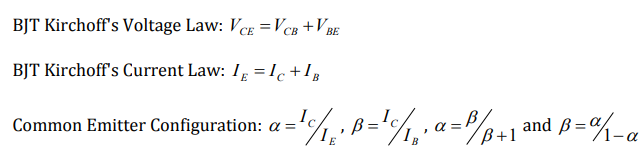 BJT Kirchoff's Voltage Law: V_CE = V_CB + V_BE
BJT Kirchoff's Current Law: I_E = I_C + I_B
Common Emitter Configuration: α = I_C/I_E , β = I_C/I_B , α = β/β+1 and β = α/1−α